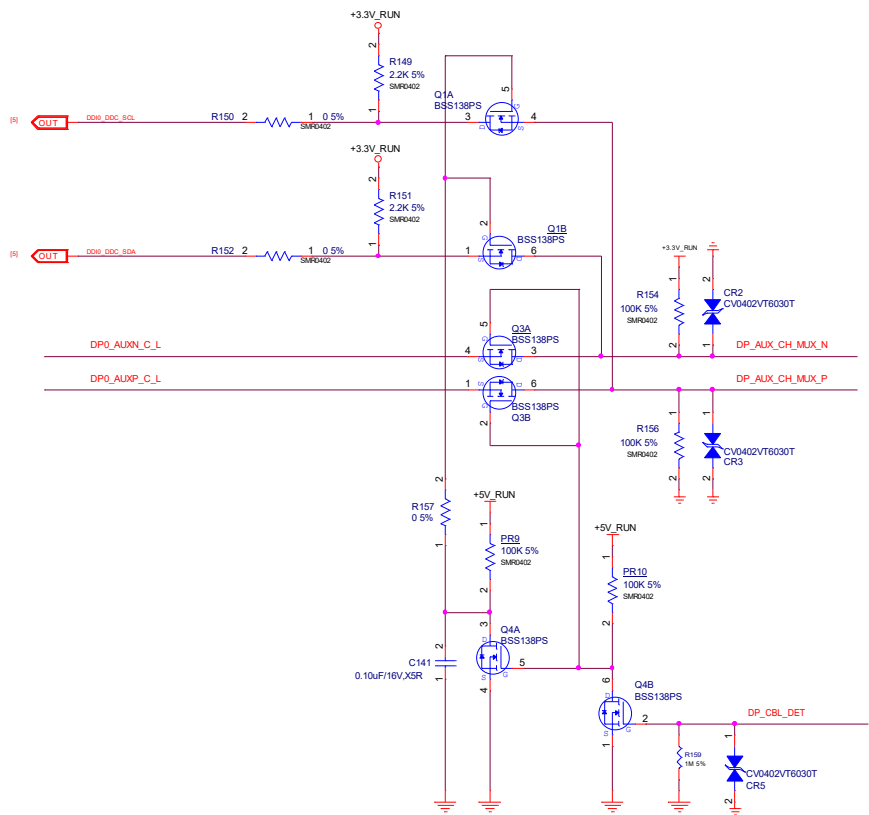 +3.3V_RUN
2
R149
2.2K 5%
SMR0402
1
Q1A
BSS138PS
5
G
[5]
OUT
DDI0_DDC_SCL
R150
2
1
0 5%
SMR0402
3
D
S
4
+3.3V_RUN
2
R151
2.2K 5%
SMR0402
1
2
G
Q1B
BSS138PS
[5]
OUT
DDI0_DDC_SDA
R152
2
1
0 5%
SMR0402
1
S
D
6
+3.3V_RUN
1
R154
100K 5%
SMR0402
2
2
CR2
CV0402VT6030T
1
5
G
Q3A
BSS138PS
DP0_AUXN_C_L
4
S
D
3
DP_AUX_CH_MUX_N
DP0_AUXP_C_L
1
S
D
6
DP_AUX_CH_MUX_P
G
2
BSS138PS
Q3B
1
R156
100K 5%
SMR0402
2
1
CV0402VT6030T
CR3
2
2
R157
0 5%
1
+5V_RUN
1
PR9
100K 5%
SMR0402
2
+5V_RUN
1
PR10
100K 5%
SMR0402
2
2
C141
0.10uF/16V,X5R
1
3
Q4A
BSS138PS
D
S
G
5
4
6
Q4B
BSS138PS
D
S
G
2
1
DP_CBL_DET
R159
1M 5%
1
CV0402VT6030T
CR5
2